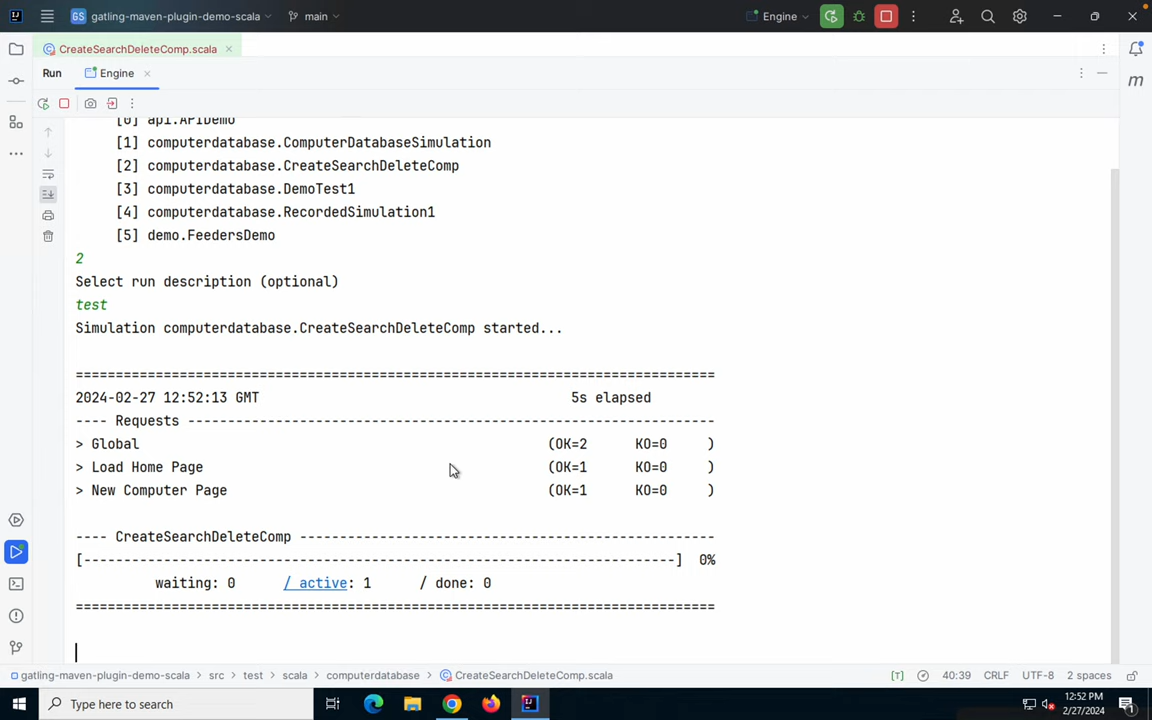 GS gatling-maven-plugin-demo-scala main Engine
CreateSearchDeleteComp.scala
Run Engine
[0] api.APIDemo
[1] computerdatabase.ComputerDatabaseSimulation
[2] computerdatabase.CreateSearchDeleteComp
[3] computerdatabase.DemoTest1
[4] computerdatabase.RecordedSimulation1
[5] demo.FeedersDemo
2
Select run description (optional)
test
Simulation computerdatabase.CreateSearchDeleteComp started...
================================================================================
2024-02-27 12:52:13 GMT 5s elapsed
---- Requests ------------------------------------------------------------------
> Global (OK=2 KO=0 )
> Load Home Page (OK=1 KO=0 )
> New Computer Page (OK=1 KO=0 )
---- CreateSearchDeleteComp ----------------------------------------------------
[--------------------------------------------------------------------------] 0%
waiting: 0 / active: 1 / done: 0
================================================================================
gatling-maven-plugin-demo-scala > src > test > scala > computerdatabase > CreateSearchDeleteComp.scala [T] 40:39 CRLF UTF-8 2 spaces
Type here to search 12:52 PM
2/27/2024 1